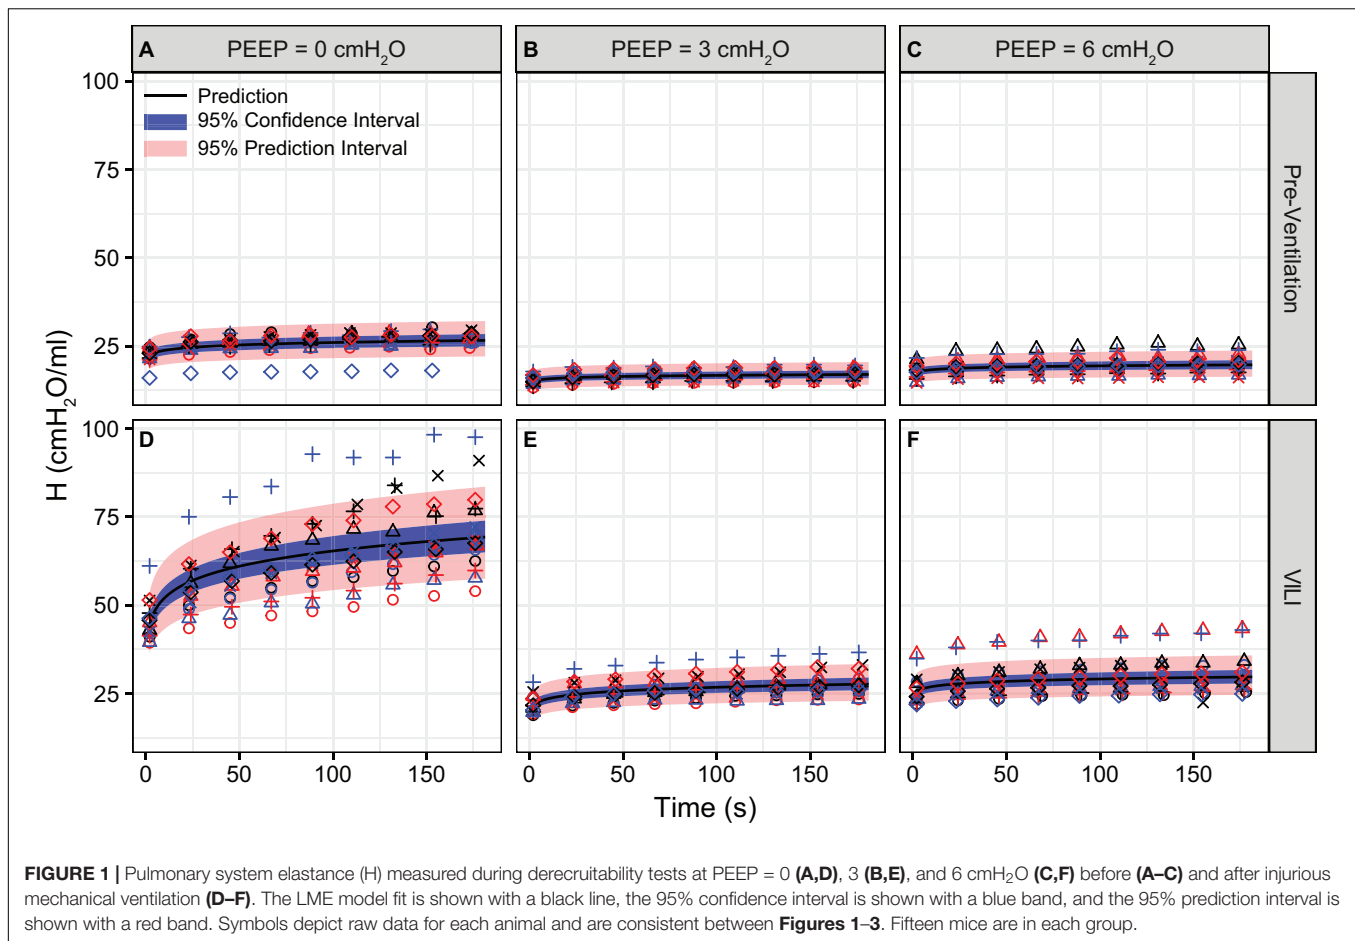 A PEEP = 0 cmH₂O
B PEEP = 3 cmH₂O
C PEEP = 6 cmH₂O
Prediction
95% Confidence Interval
95% Prediction Interval
100
75
50
25
Pre-Ventilation
H (cmH₂O/ml)
D
E
F
100
75
50
25
VILI
0 50 100 150
0 50 100 150
0 50 100 150
Time (s)
FIGURE 1 | Pulmonary system elastance (H) measured during derecruitability tests at PEEP = 0 (A,D), 3 (B,E), and 6 cmH₂O (C,F) before (A–C) and after injurious
mechanical ventilation (D–F). The LME model fit is shown with a black line, the 95% confidence interval is shown with a blue band, and the 95% prediction interval is
shown with a red band. Symbols depict raw data for each animal and are consistent between Figures 1–3. Fifteen mice are in each group.